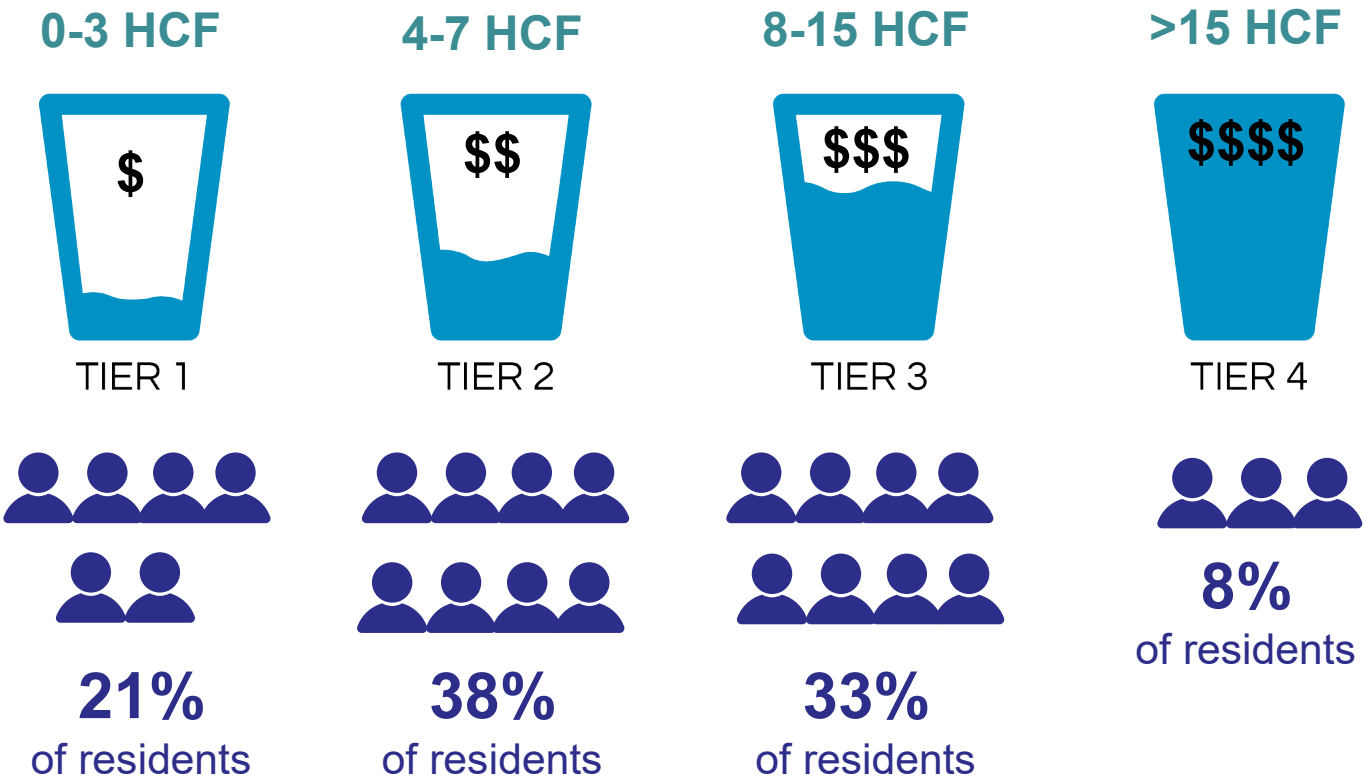 0-3 HCF
$
TIER 1
21%
of residents
4-7 HCF
$$
TIER 2
38%
of residents
8-15 HCF
$$$
TIER 3
33%
of residents
>15 HCF
$$$$
TIER 4
8%
of residents